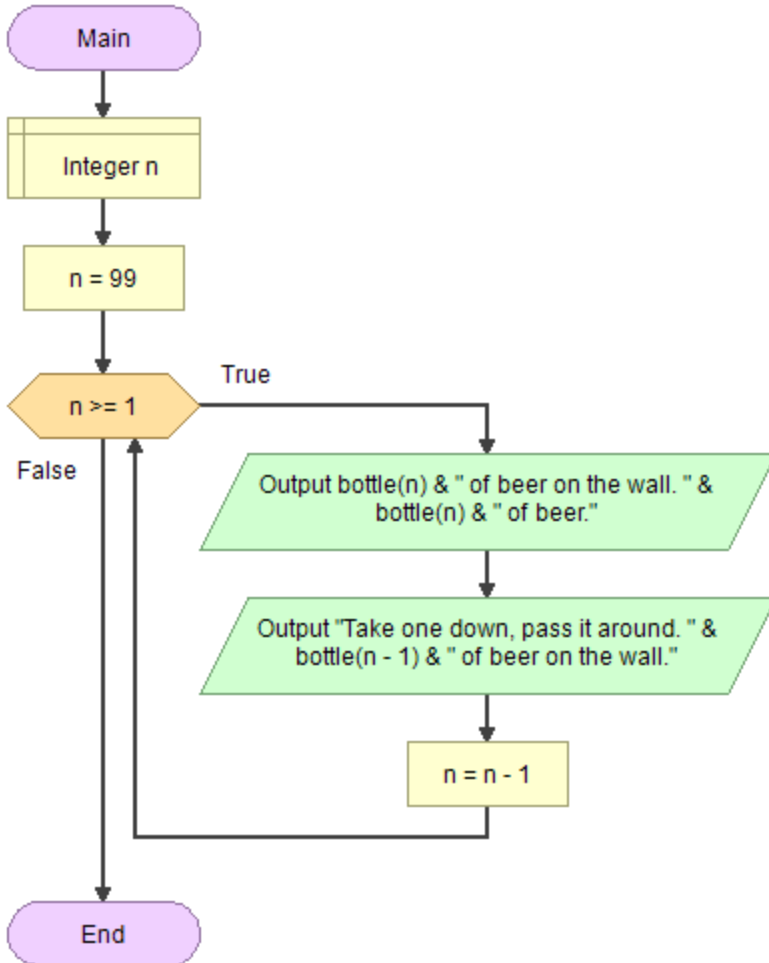 Main
Integer n
n = 99
n >= 1
True
False
Output bottle(n) & " of beer on the wall. " &
bottle(n) & " of beer."
Output "Take one down, pass it around. " &
bottle(n - 1) & " of beer on the wall."
n = n - 1
End